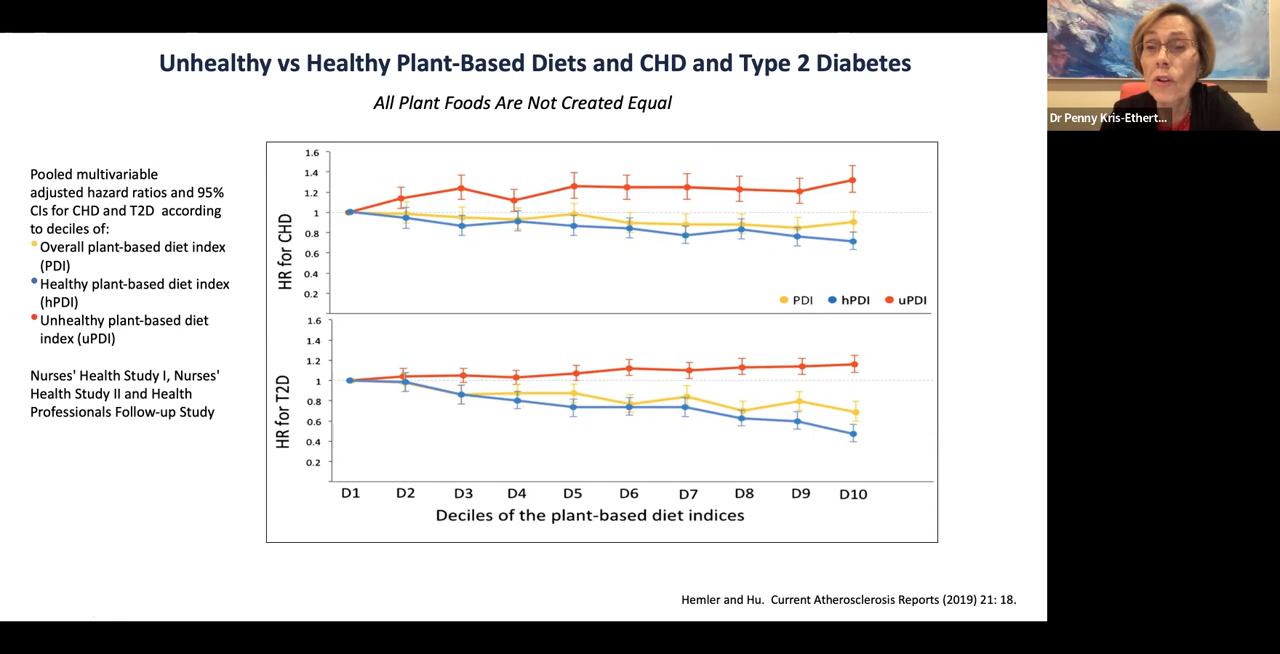 Unhealthy vs Healthy Plant-Based Diets and CHD and Type 2 Diabetes
All Plant Foods Are Not Created Equal
Dr Penny Kris-Ethert...
Pooled multivariable
adjusted hazard ratios and 95%
CIs for CHD and T2D according
to deciles of:
Overall plant-based diet index
(PDI)
Healthy plant-based diet index
(hPDI)
Unhealthy plant-based diet
index (uPDI)
Nurses' Health Study I, Nurses'
Health Study II and Health
Professionals Follow-up Study
HR for CHD
1.6
1.4
1.2
1
0.8
0.6
0.4
0.2
PDI hPDI uPDI
HR for T2D
1.6
1.4
1.2
1
0.8
0.6
0.4
0.2
D1 D2 D3 D4 D5 D6 D7 D8 D9 D10
Deciles of the plant-based diet indices
Hemler and Hu. Current Atherosclerosis Reports (2019) 21: 18.